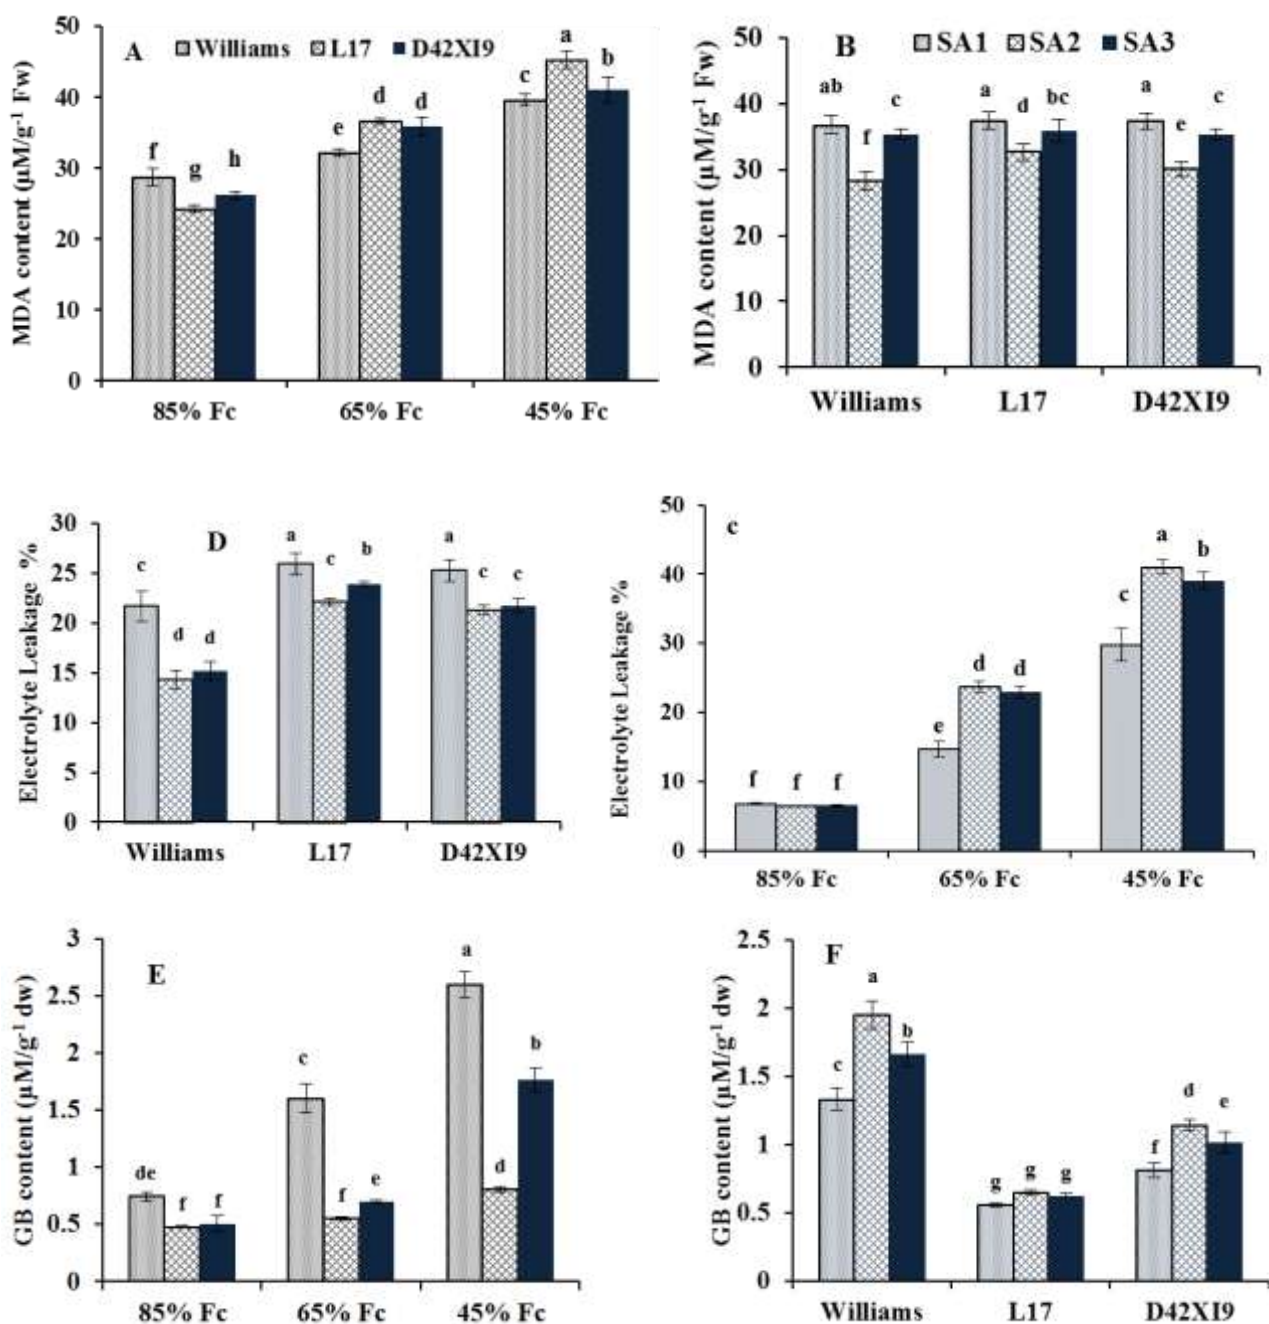 MDA content (µM/g⁻¹ Fw)
50
40
30
20
10
0
A
Williams L17 D42XI9
f g h
e d d
c a b
85% Fc 65% Fc 45% Fc
MDA content (µM/g⁻¹ Fw)
50
40
30
20
10
0
B
SA1 SA2 SA3
ab f c
a d bc
a e c
Williams L17 D42XI9
Electrolyte Leakage %
30
25
20
15
10
5
0
D
c d d
a c b
a c c
Williams L17 D42XI9
Electrolyte Leakage %
50
40
30
20
10
0
c
f f f
e d d
c a b
85% Fc 65% Fc 45% Fc
GB content (µM/g⁻¹ dw)
3
2.5
2
1.5
1
0.5
0
E
de f f
c f e
a d b
85% Fc 65% Fc 45% Fc
GB content (µM/g⁻¹ dw)
2.5
2
1.5
1
0.5
0
F
c a b
g g g
f d e
Williams L17 D42XI9